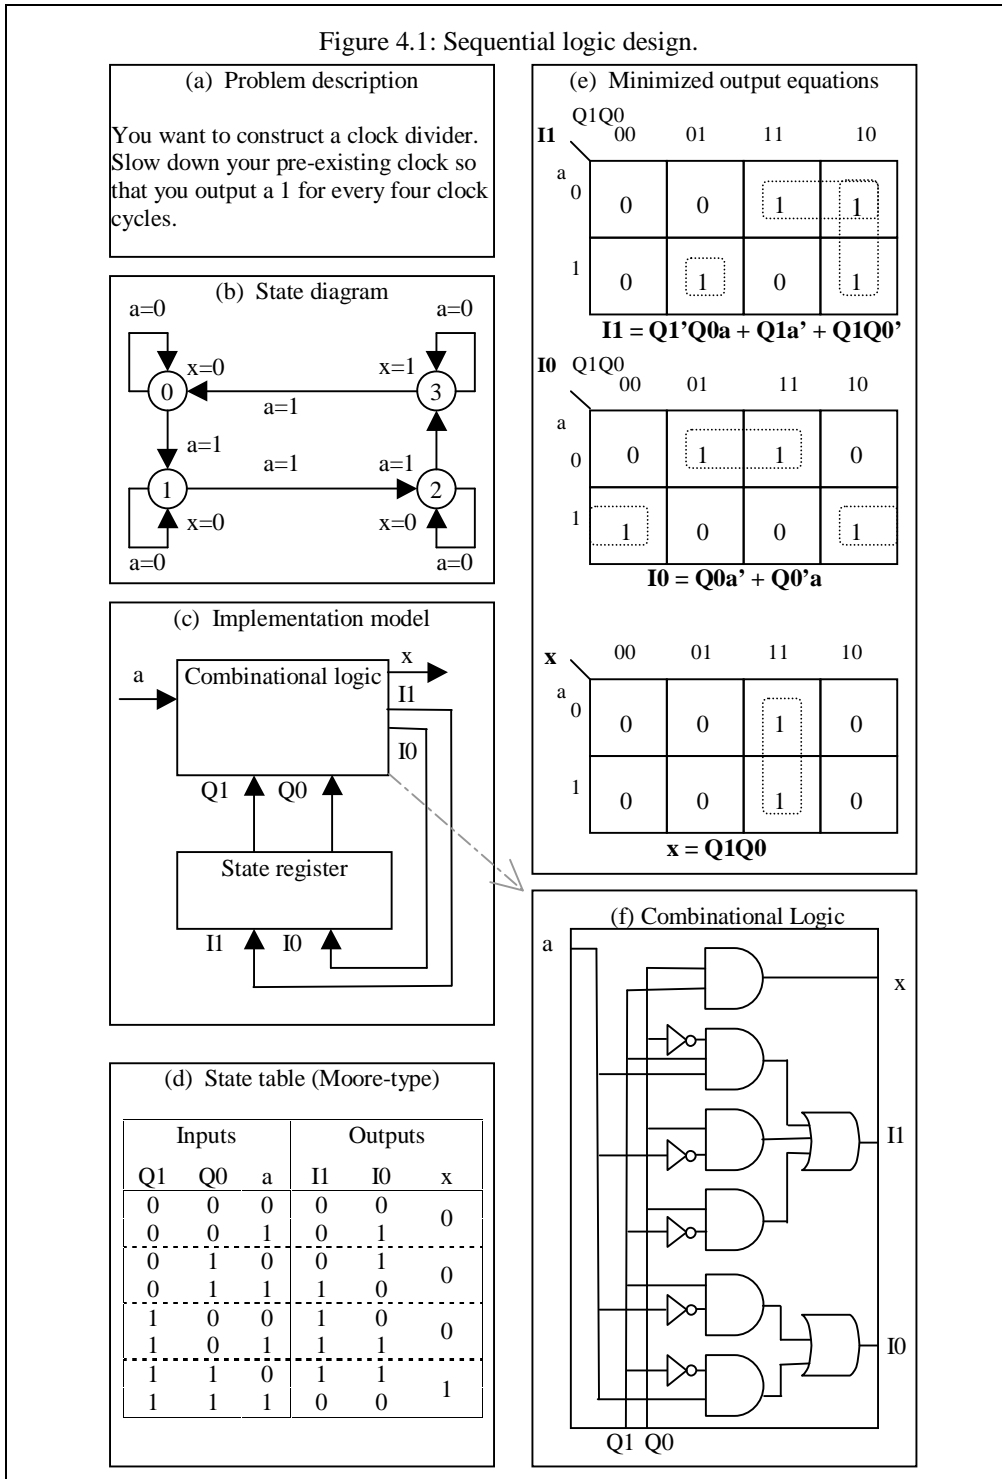 Figure 4.1: Sequential logic design.
(a) Problem description
You want to construct a clock divider.
Slow down your pre-existing clock so
that you output a 1 for every four clock
cycles.
(b) State diagram
a=0 a=0
x=0 x=1
0 3
a=1
a=1 a=1 a=1
1 2
x=0 x=0
a=0 a=0
(c) Implementation model
x
a Combinational logic
I1
I0
Q1 Q0
State register
I1 I0
(d) State table (Moore-type)
Inputs Outputs
Q1 Q0 a I1 I0 x
0 0 0 0 0
0
0 0 1 0 1
0 1 0 0 1
0
0 1 1 1 0
1 0 0 1 0
0
1 0 1 1 1
1 1 0 1 1
1
1 1 1 0 0
(e) Minimized output equations
I1 Q1Q0
00 01 11 10
a
0 0 0 1 1
1 0 1 0 1
I1 = Q1’Q0a + Q1a’ + Q1Q0’
I0 Q1Q0
00 01 11 10
a
0 0 1 1 0
1 1 0 0 1
I0 = Q0a’ + Q0’a
x 00 01 11 10
a
0 0 0 1 0
1 0 0 1 0
x = Q1Q0
(f) Combinational Logic
a
x
I1
I0
Q1 Q0